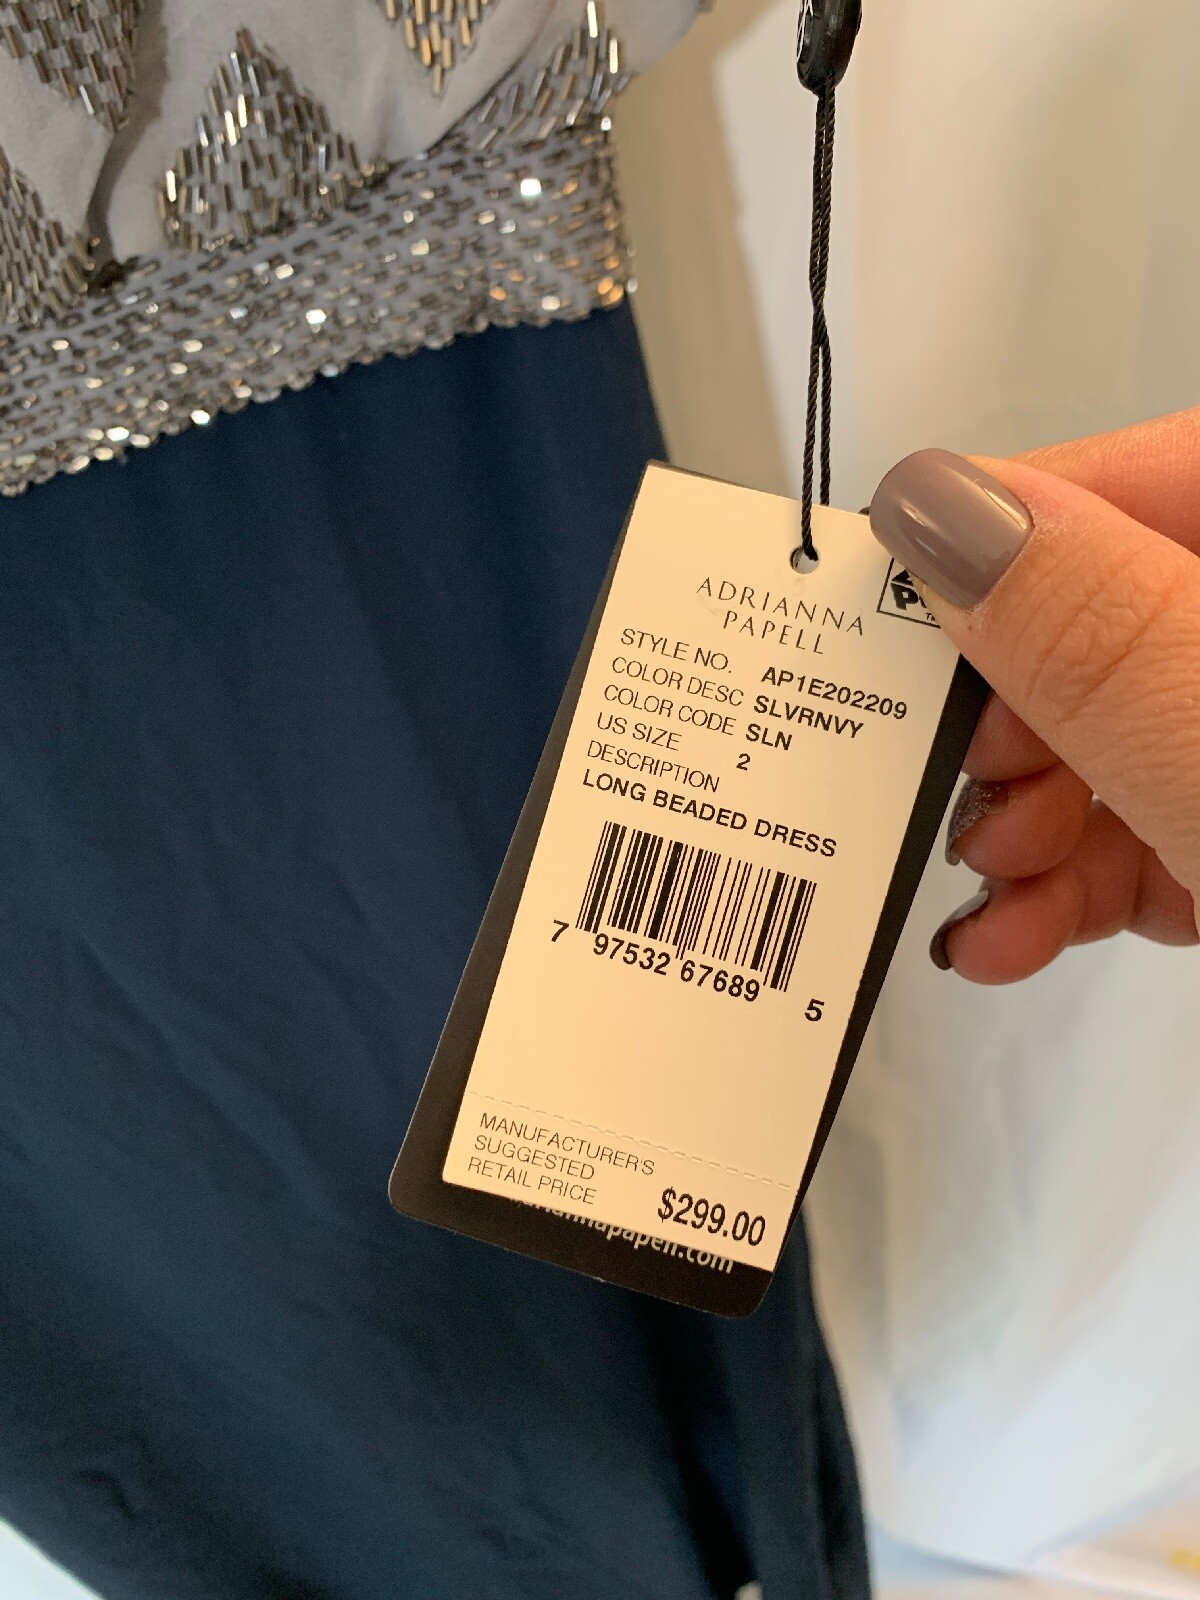 ADRIANNA
PAPELL
STYLE NO. AP1E202209
COLOR DESC SLVRNVY
COLOR CODE SLN
US SIZE 2
DESCRIPTION
LONG BEADED DRESS
7 97532 67689 5
MANUFACTURER'S
SUGGESTED
RETAIL PRICE $299.00